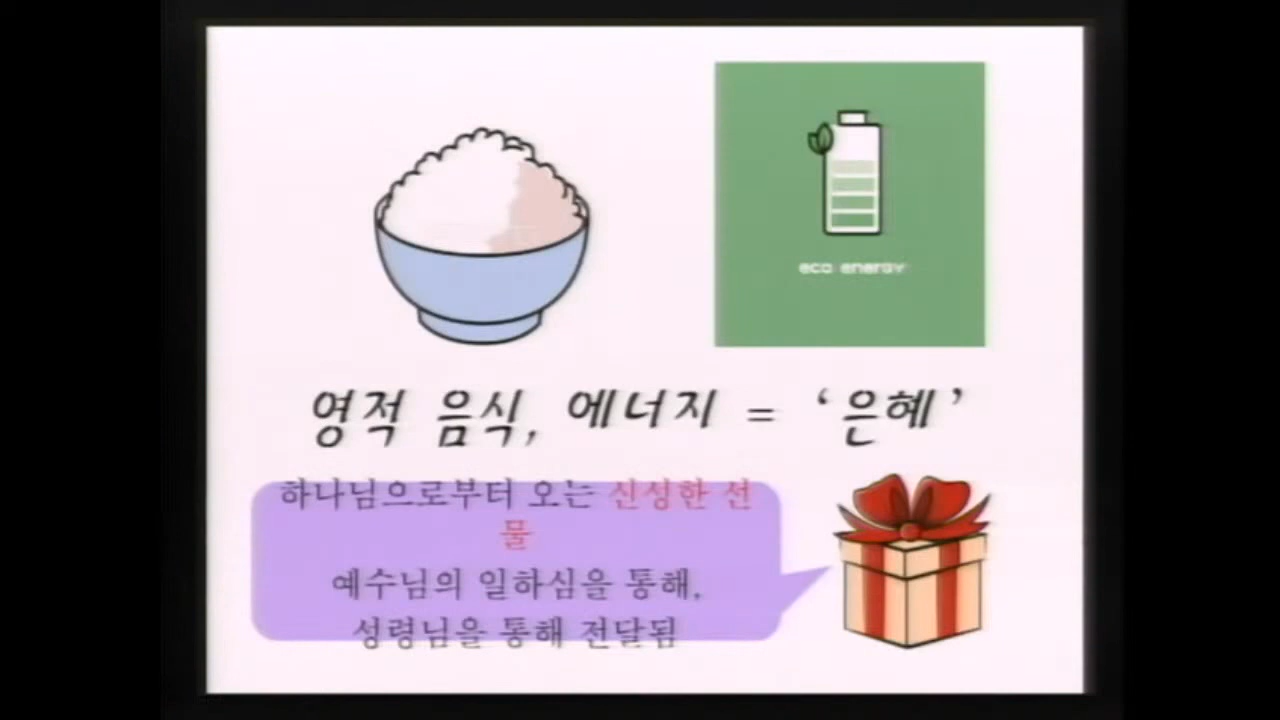 eco energy
영적 음식, 에너지 = ‘은혜’
하나님으로부터 오는 신성한 선
물
예수님의 일하심을 통해,
성령님을 통해 전달됨